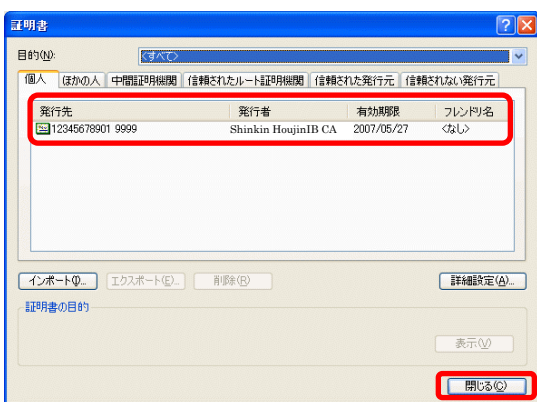 証明書
目的(N): <すべて>
個人 ほかの人 中間証明機関 信頼されたルート証明機関 信頼された発行元 信頼されない発行元
発行先 発行者 有効期限 フレンドリ名
12345678901 9999 Shinkin HoujinIB CA 2007/05/27 <なし>
インポート(I)... エクスポート(E)... 削除(R) 詳細設定(A)...
証明書の目的
表示(V)
閉じる(C)